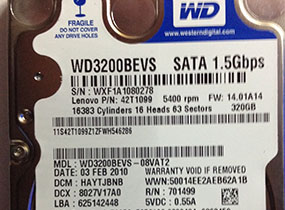 FRAGILE
DO NOT COVER
ANY DRIVE HOLES
WD
www.westerndigital.com
WD3200BEVS SATA 1.5Gbps
S/N : WXF1A1080278
Lenovo P/N: 42T1099 5400 rpm FW: 14.01A14
16383 Cylinders 16 Heads 63 Sectors 320GB
11S42T1099Z1ZFWH546286
MDL : WD3200BEVS-08VAT2
DATE : 03 FEB 2010 WARRANTY VOID IF REMOVED
DCM : HAYTJBNB WWN:50014EE2AEB62A1B
DCX : 8027V17A0 R/N : 701499
LBA : 625142448 5VDC : 0.55A